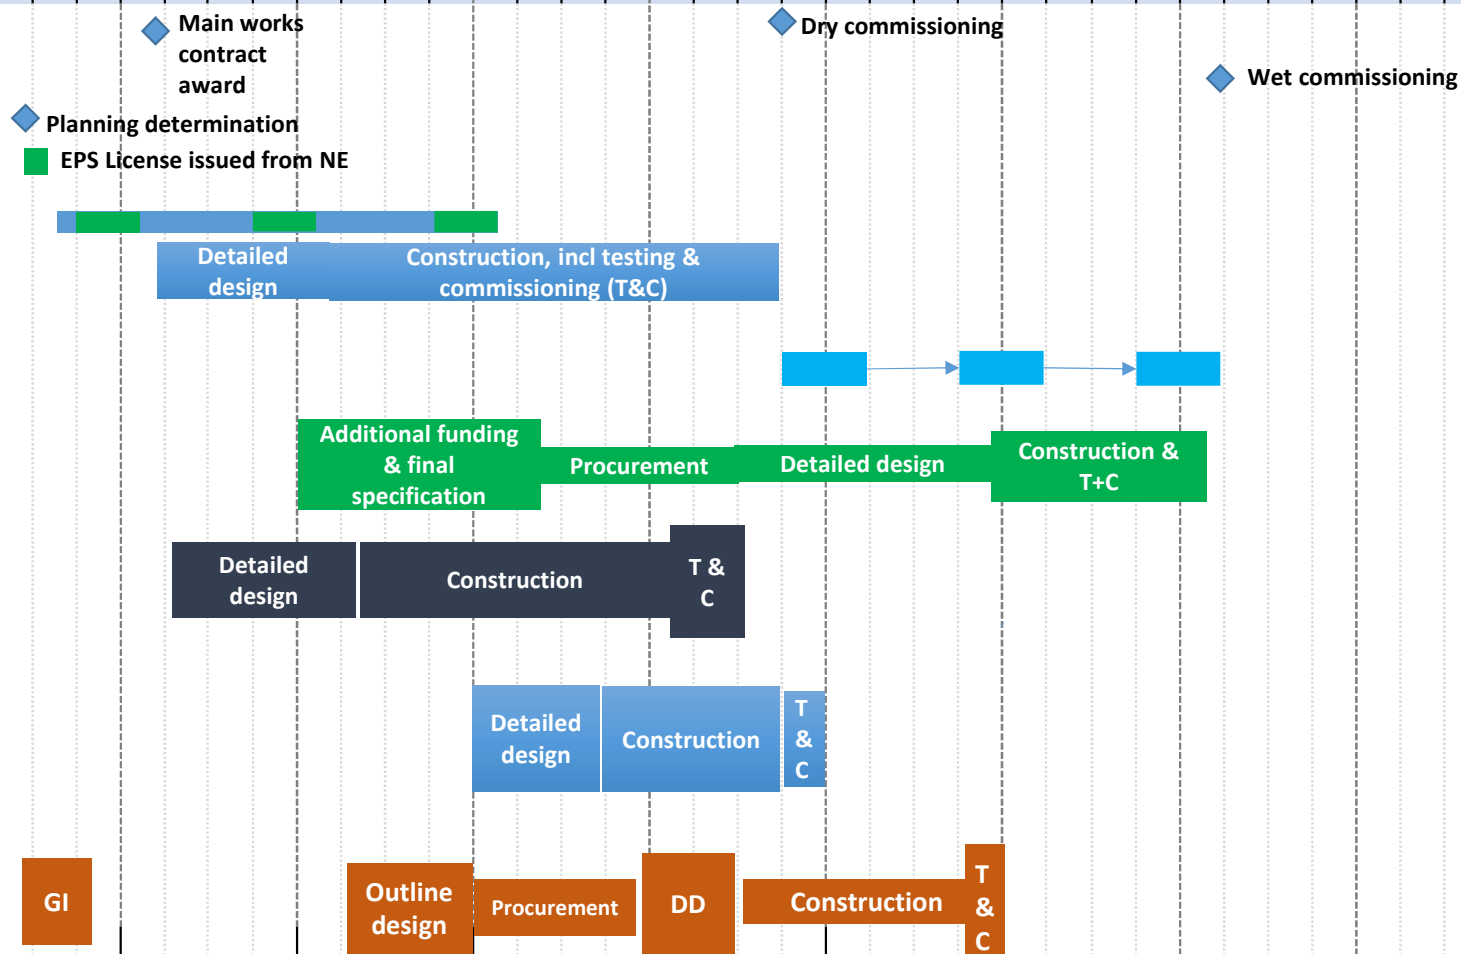 Main works
contract
award
Dry commissioning
Wet commissioning
Planning determination
EPS License issued from NE
Detailed
design
Construction, incl testing &
commissioning (T&C)
Additional funding
& final
specification
Procurement
Detailed design
Construction &
T+C
Detailed
design
Construction
T &
C
Detailed
design
Construction
T
&
C
GI
Outline
design
Procurement
DD
Construction
T
&
C